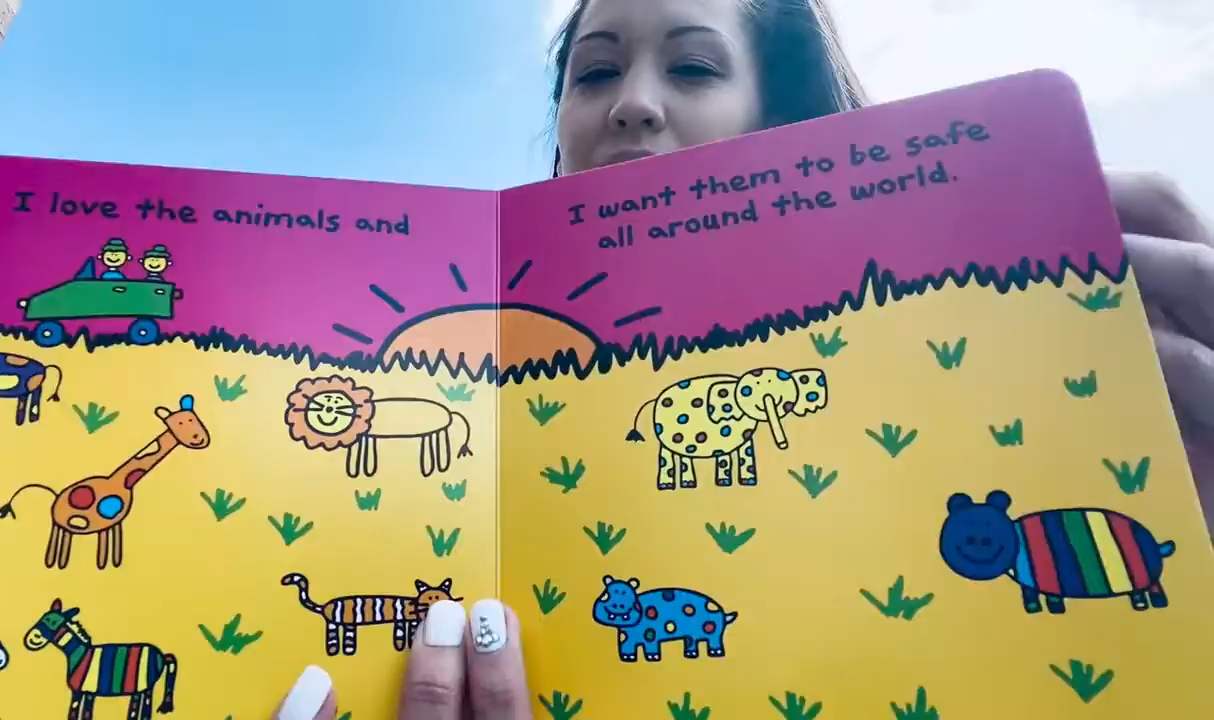 I love the animals and
I want them to be safe
all around the world.